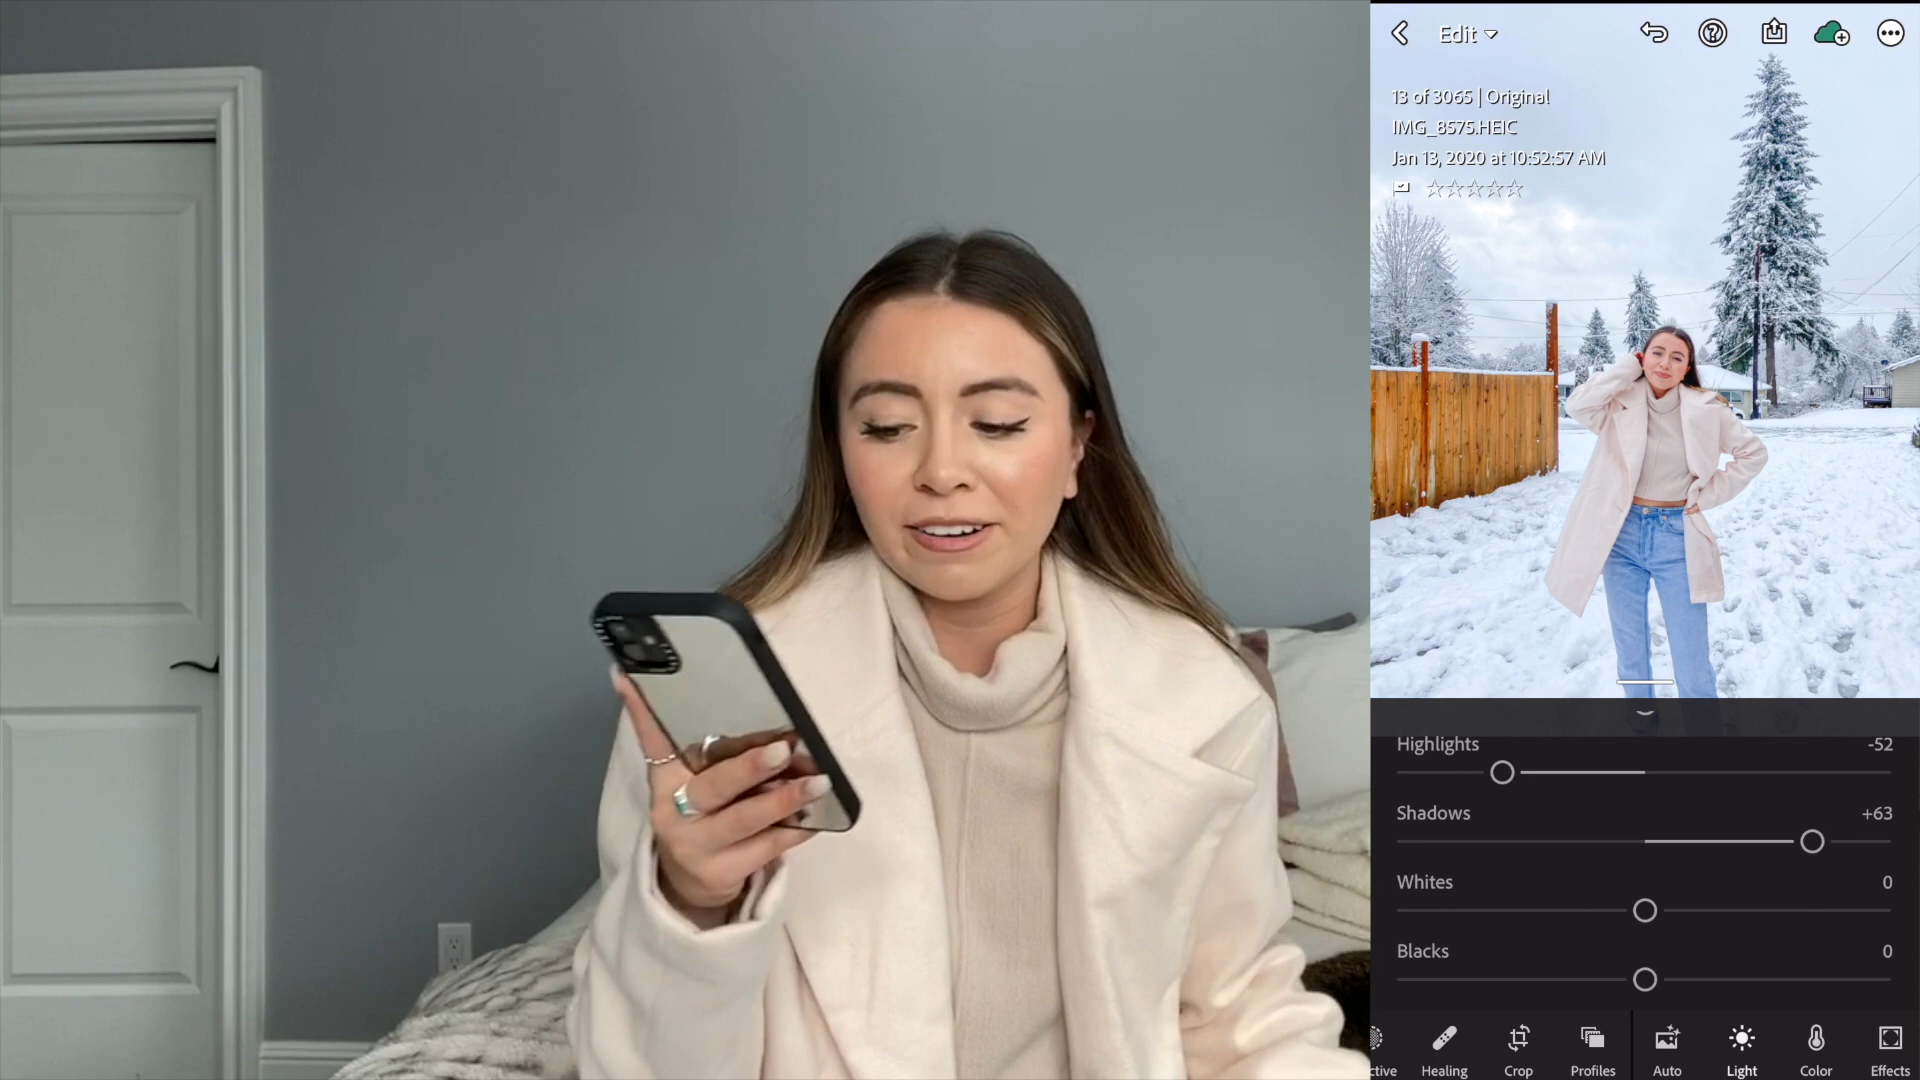 Edit
13 of 3065 | Original
IMG_8575.HEIC
Jan 13, 2020 at 10:52:57 AM
Highlights -52
Shadows +63
Whites 0
Blacks 0
ctive Healing Crop Profiles Auto Light Color Effects